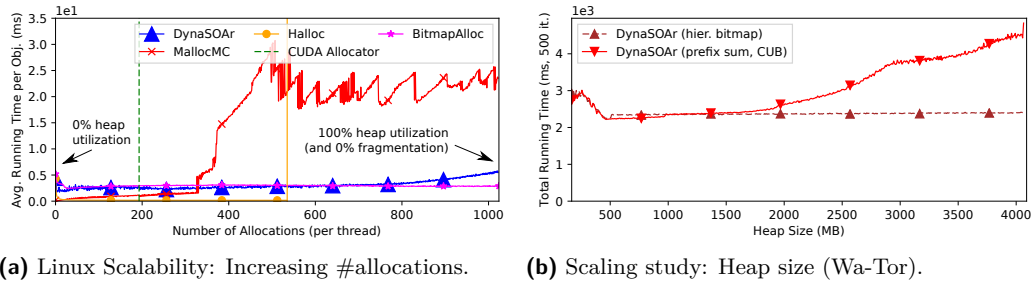 1e1
3.5
3.0
2.5
2.0
1.5
1.0
0.5
0.0
Avg. Running Time per Obj. (ms)
DynaSOAr
MallocMC
Halloc
CUDA Allocator
BitmapAlloc
0% heap
utilization
100% heap utilization
(and 0% fragmentation)
0 200 400 600 800 1000
Number of Allocations (per thread)
(a) Linux Scalability: Increasing #allocations.
1e3
5
4
3
2
1
0
Total Running Time (ms, 500 it.)
DynaSOAr (hier. bitmap)
DynaSOAr (prefix sum, CUB)
500 1000 1500 2000 2500 3000 3500 4000
Heap Size (MB)
(b) Scaling study: Heap size (Wa-Tor).